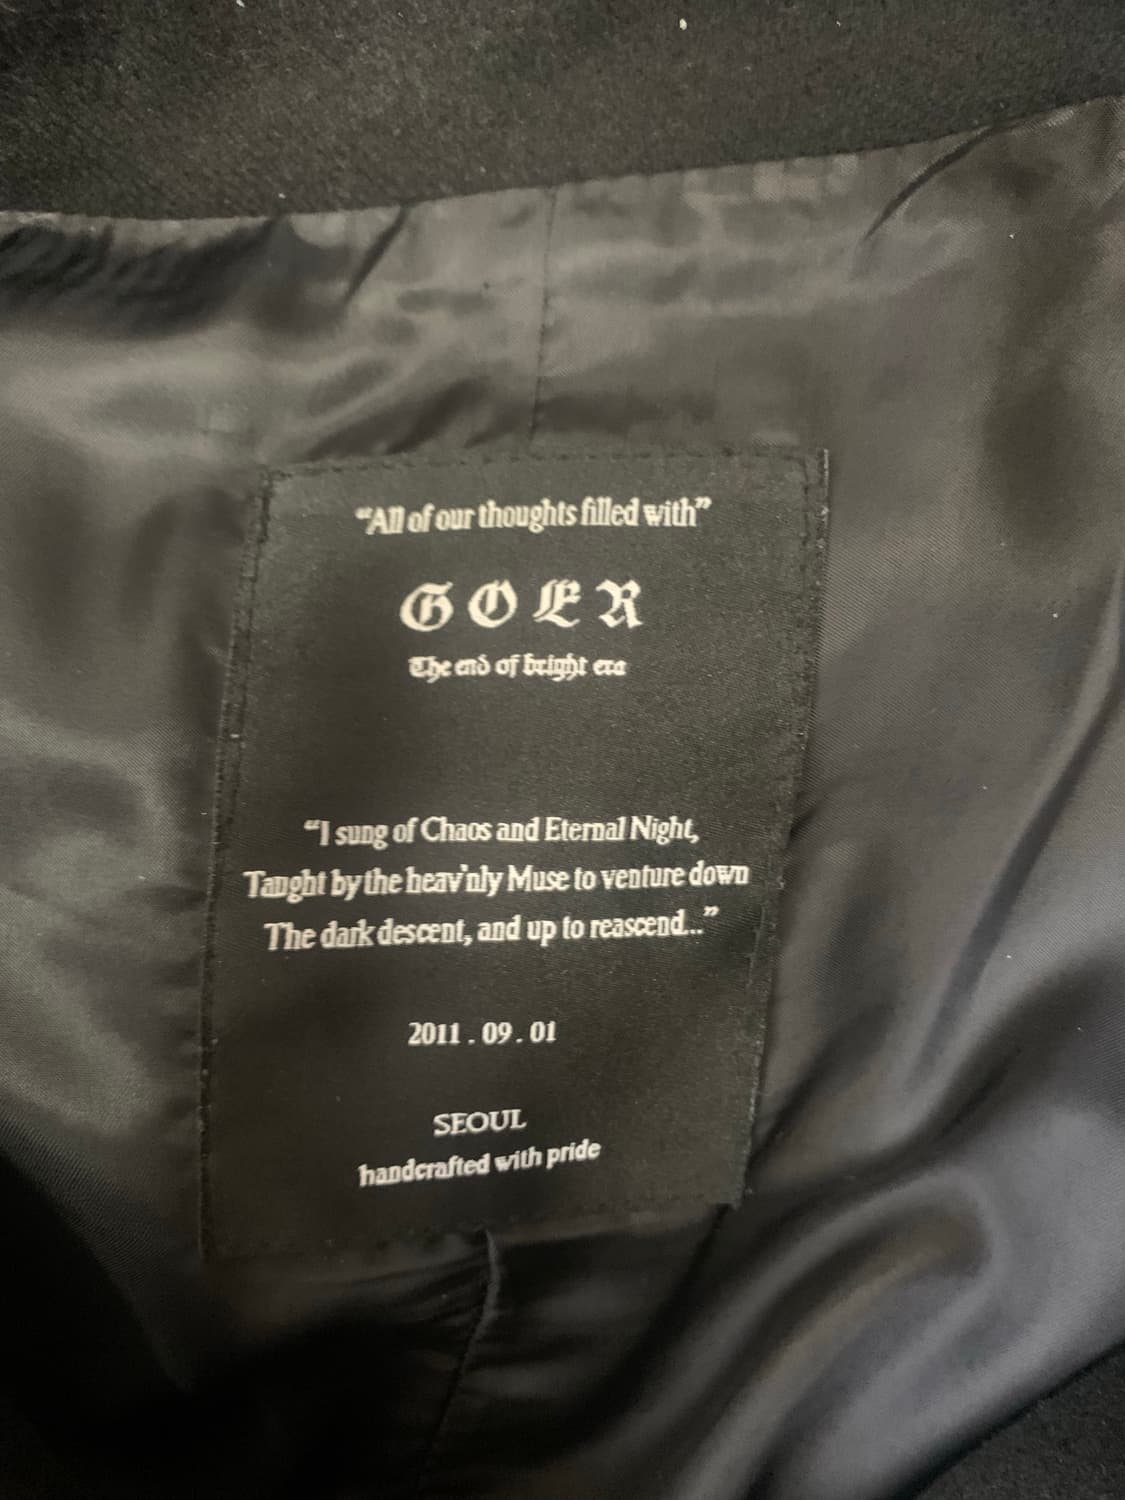 “All of our thoughts filled with”
GOER
The end of bright era
“I sung of Chaos and Eternal Night,
Taught by the heav'nly Muse to venture down
The dark descent, and up to reascend...”
2011 . 09 . 01
SEOUL
handcrafted with pride